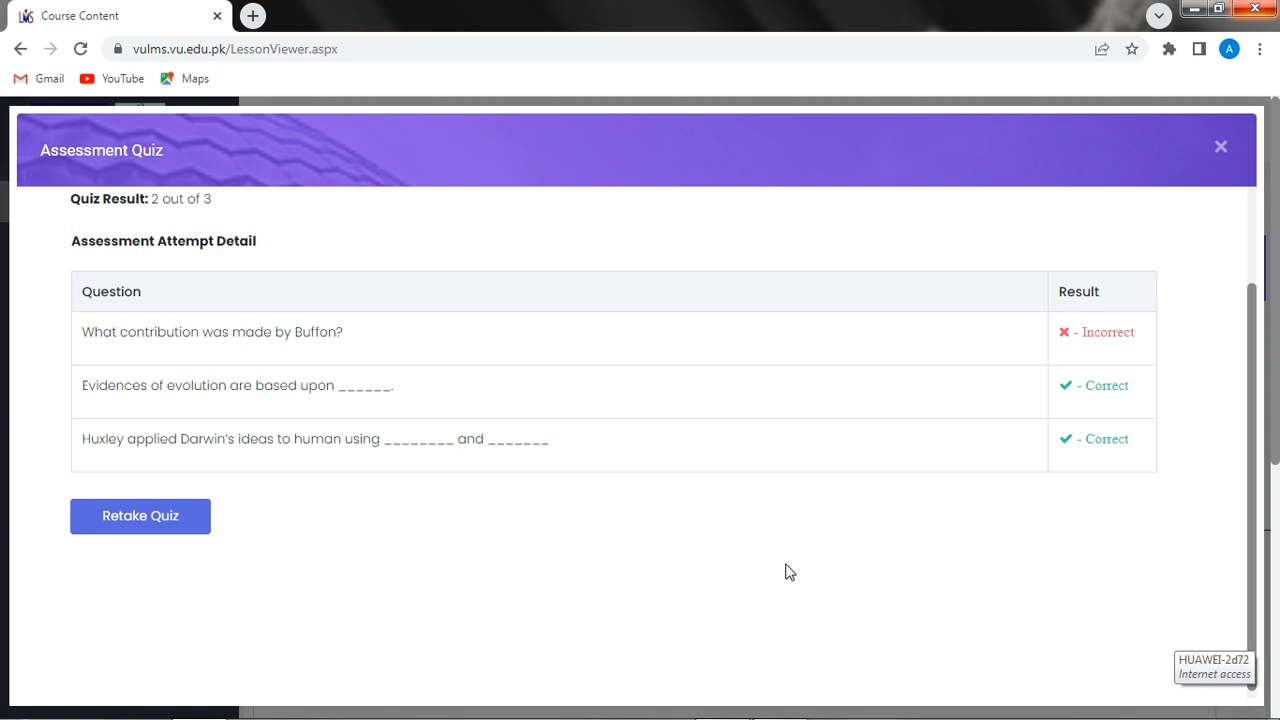 Course Content
vulms.vu.edu.pk/LessonViewer.aspx
A
Gmail YouTube Maps
Assessment Quiz
Quiz Result: 2 out of 3
Assessment Attempt Detail
Question Result
What contribution was made by Buffon? - Incorrect
Evidences of evolution are based upon ______. - Correct
Huxley applied Darwin's ideas to human using ________ and _______ - Correct
Retake Quiz
HUAWEI-2d72
Internet access